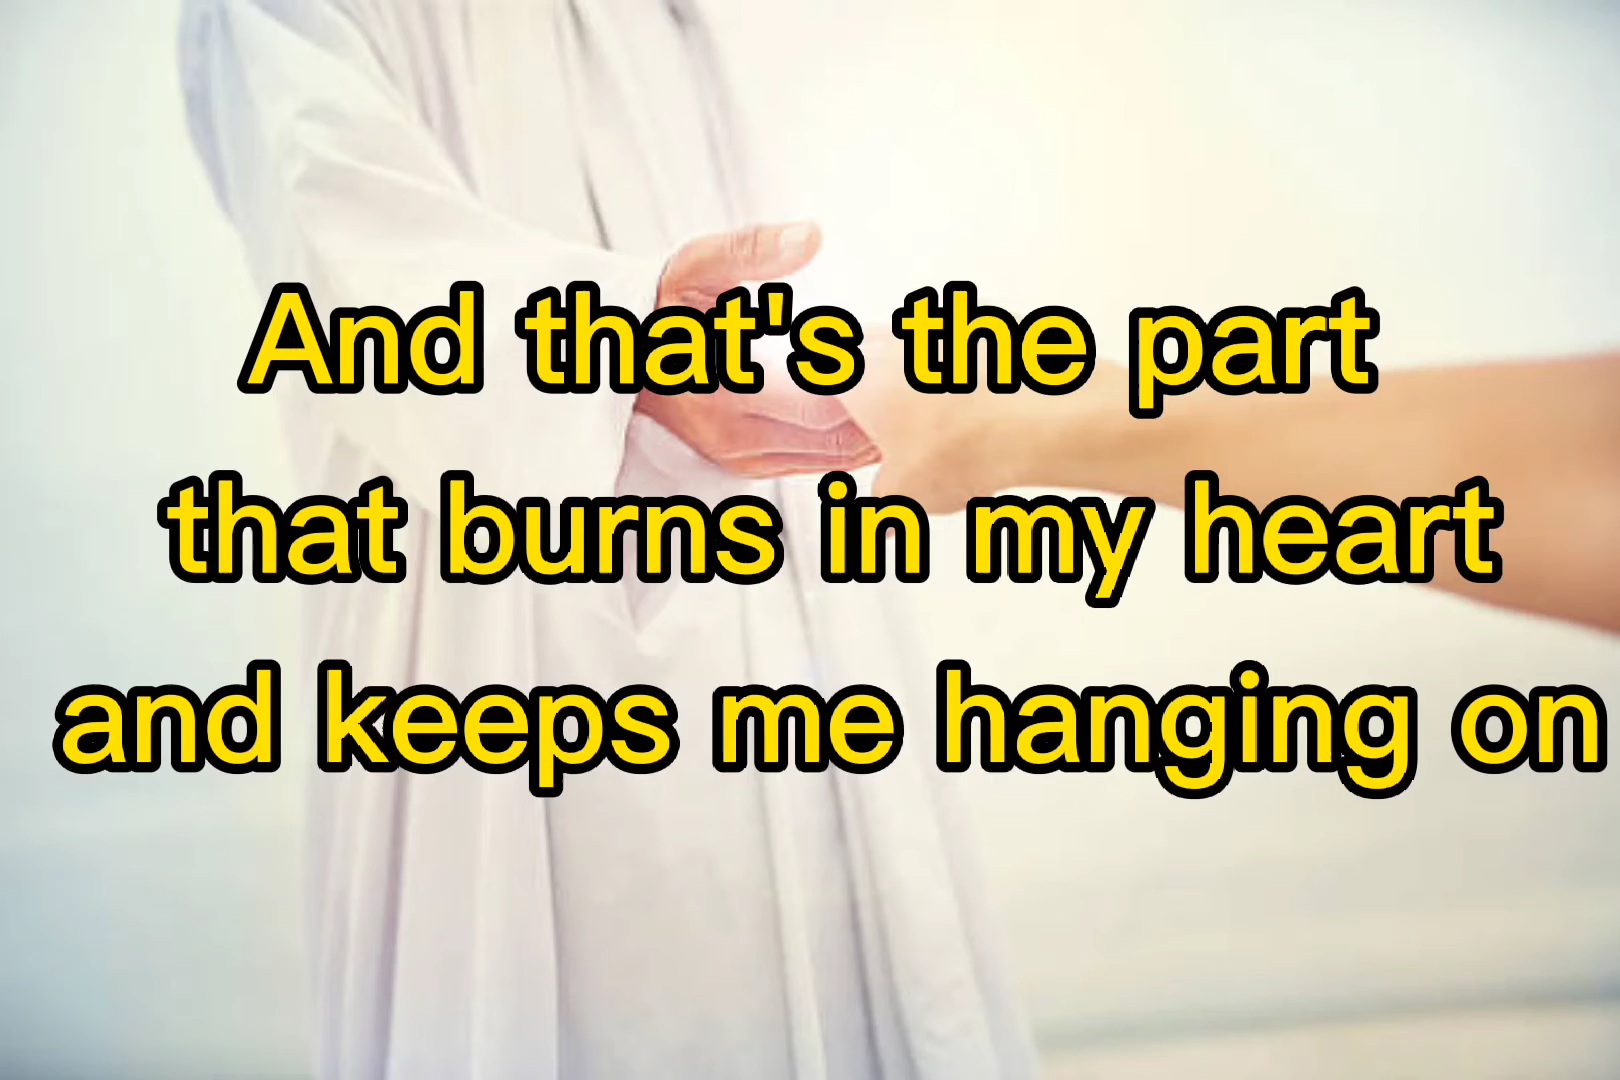 And that's the part
that burns in my heart
and keeps me hanging on